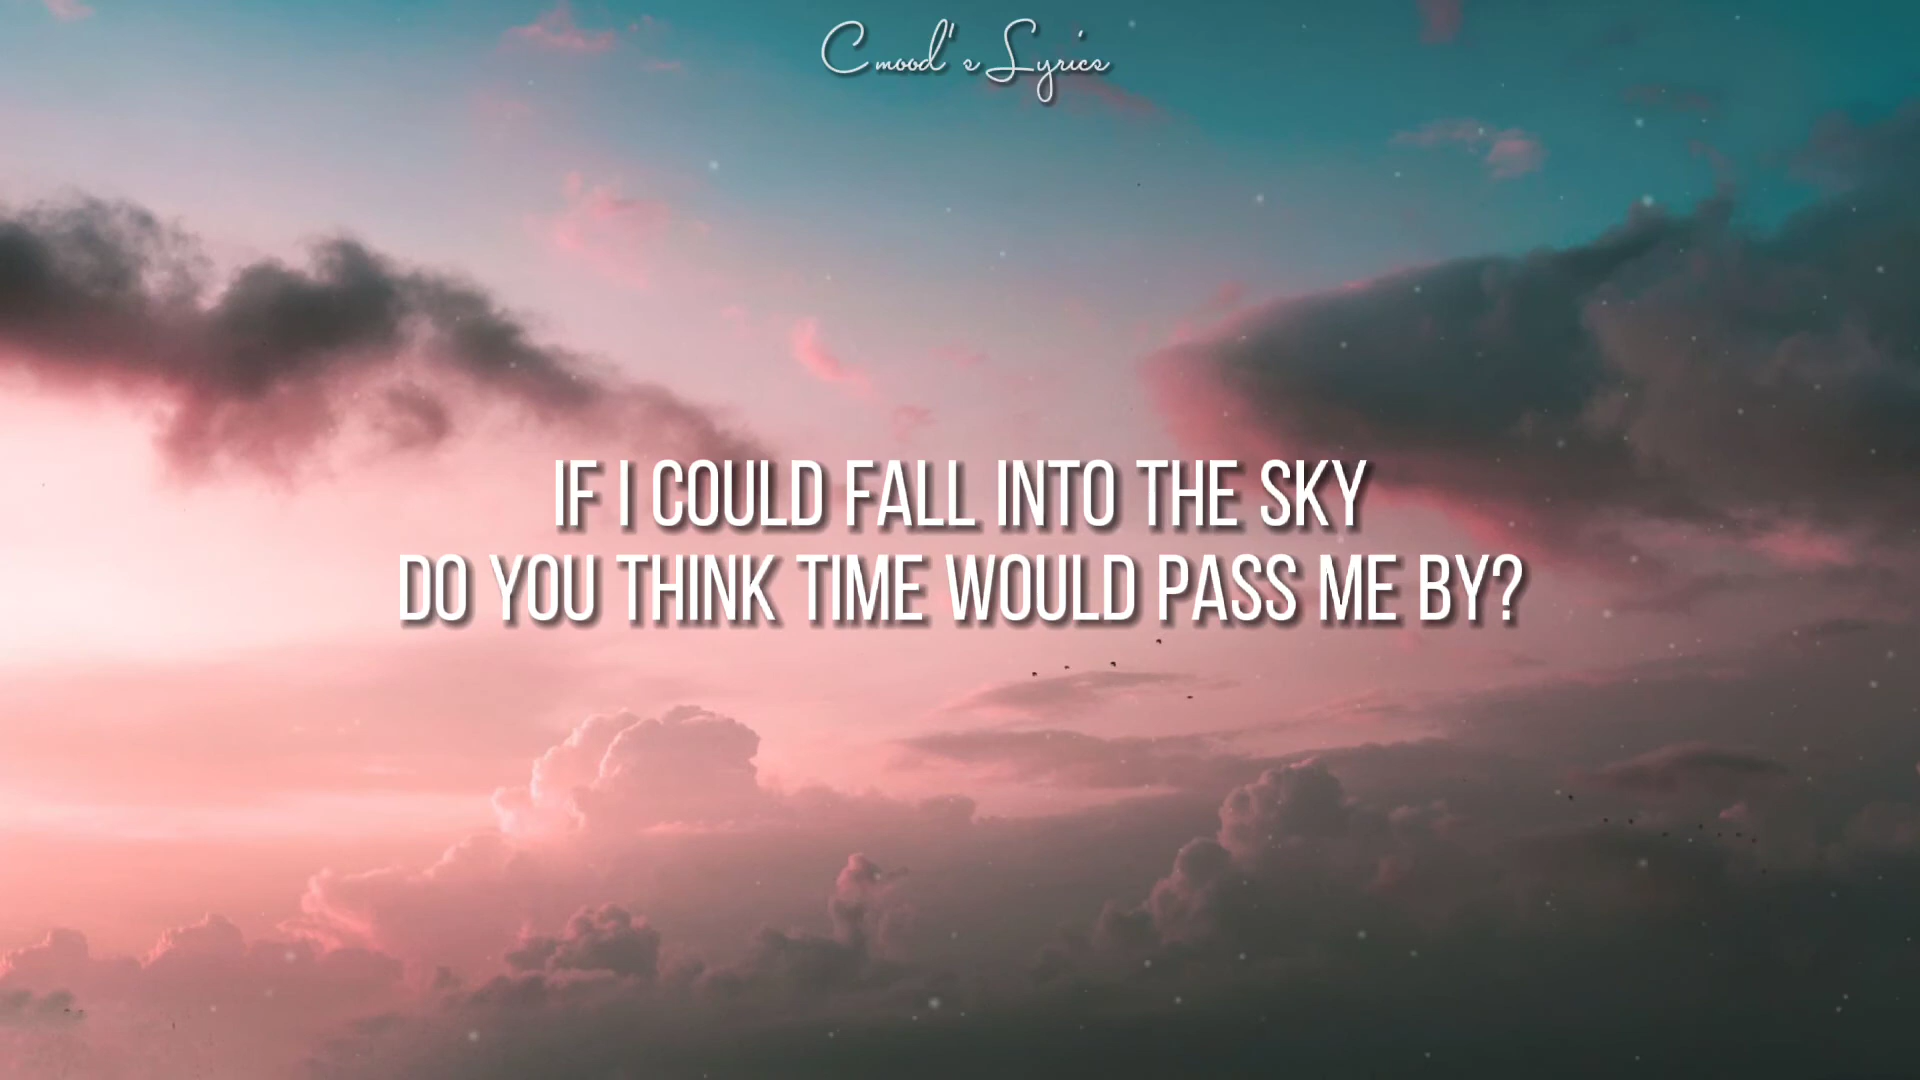 Cmood's Lyrics
IF I COULD FALL INTO THE SKY
DO YOU THINK TIME WOULD PASS ME BY?